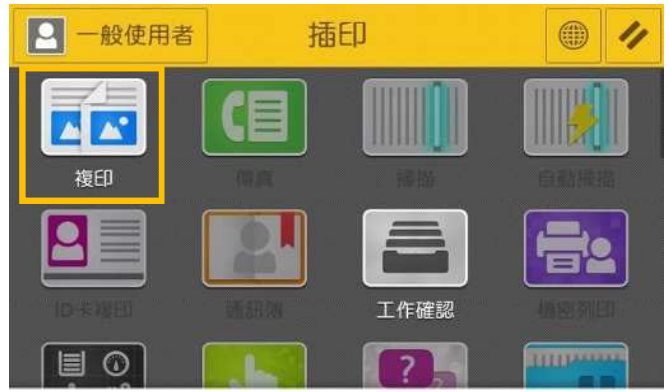 一般使用者
插印
複印
傳真
掃描
自動掃描
ID卡複印
通訊簿
工作確認
機密列印
?